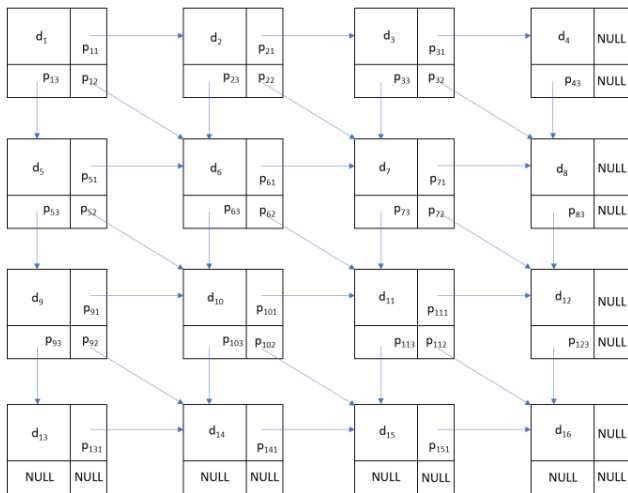 d₁ p₁₁ d₂ p₂₁ d₃ p₃₁ d₄ NULL
p₁₃ p₁₂ p₂₃ p₂₂ p₃₃ p₃₂ p₄₃ NULL
d₅ p₅₁ d₆ p₆₁ d₇ p₇₁ d₈ NULL
p₅₃ p₅₂ p₆₃ p₆₂ p₇₃ p₇₂ p₈₃ NULL
d₉ p₉₁ d₁₀ p₁₀₁ d₁₁ p₁₁₁ d₁₂ NULL
p₉₃ p₉₂ p₁₀₃ p₁₀₂ p₁₁₃ p₁₁₂ p₁₂₃ NULL
d₁₃ p₁₃₁ d₁₄ p₁₄₁ d₁₅ p₁₅₁ d₁₆ NULL
NULL NULL NULL NULL NULL NULL NULL NULL